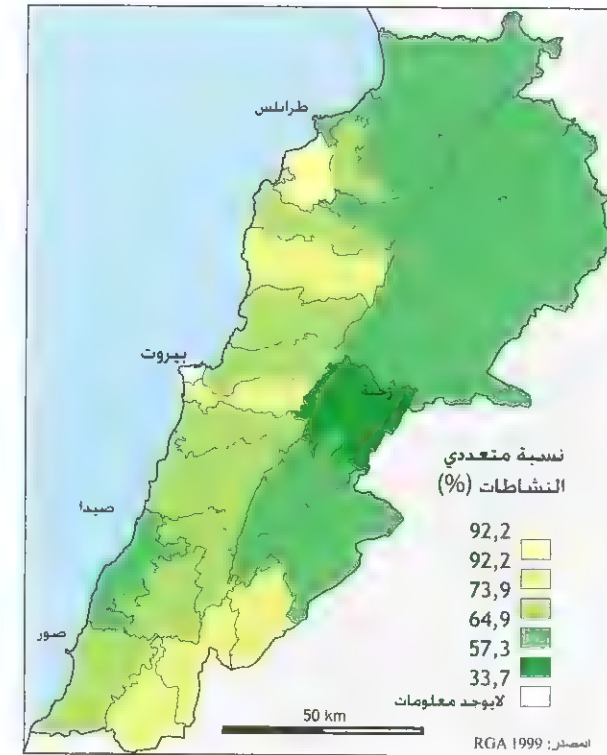 طرابلس
بيروت
زحلة
صيدا
صور
نسبة متعددي
النشاطات (%)
92,2
92,2
73,9
64,9
57,3
33,7
لايوجد معلومات
50 km
المصدر: RGA 1999